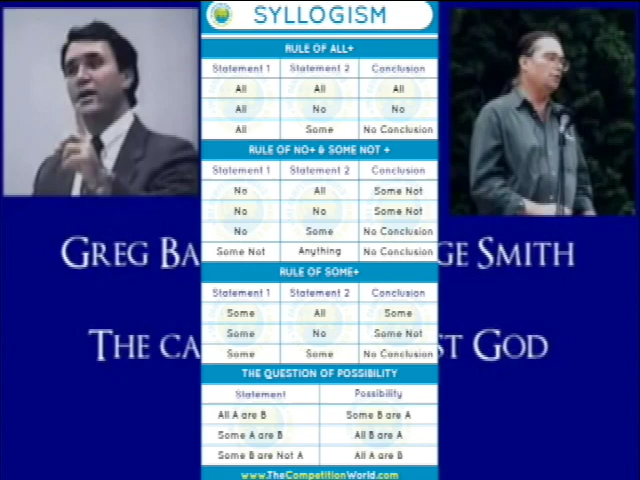 SYLLOGISM
RULE OF ALL+
Statement 1 Statement 2 Conclusion
All All All
All No No
All Some No Conclusion
RULE OF NO+ & SOME NOT +
Statement 1 Statement 2 Conclusion
No All Some Not
No No Some Not
No Some No Conclusion
Some Not Anything No Conclusion
RULE OF SOME+
Statement 1 Statement 2 Conclusion
Some All Some
Some No Some Not
Some Some No Conclusion
THE QUESTION OF POSSIBILITY
Statement Possibility
All A are B Some B are A
Some A are B All B are A
Some B are Not A All A are B
www.TheCompetitionWorld.com
GREG BA GE SMITH
THE CA ST GOD